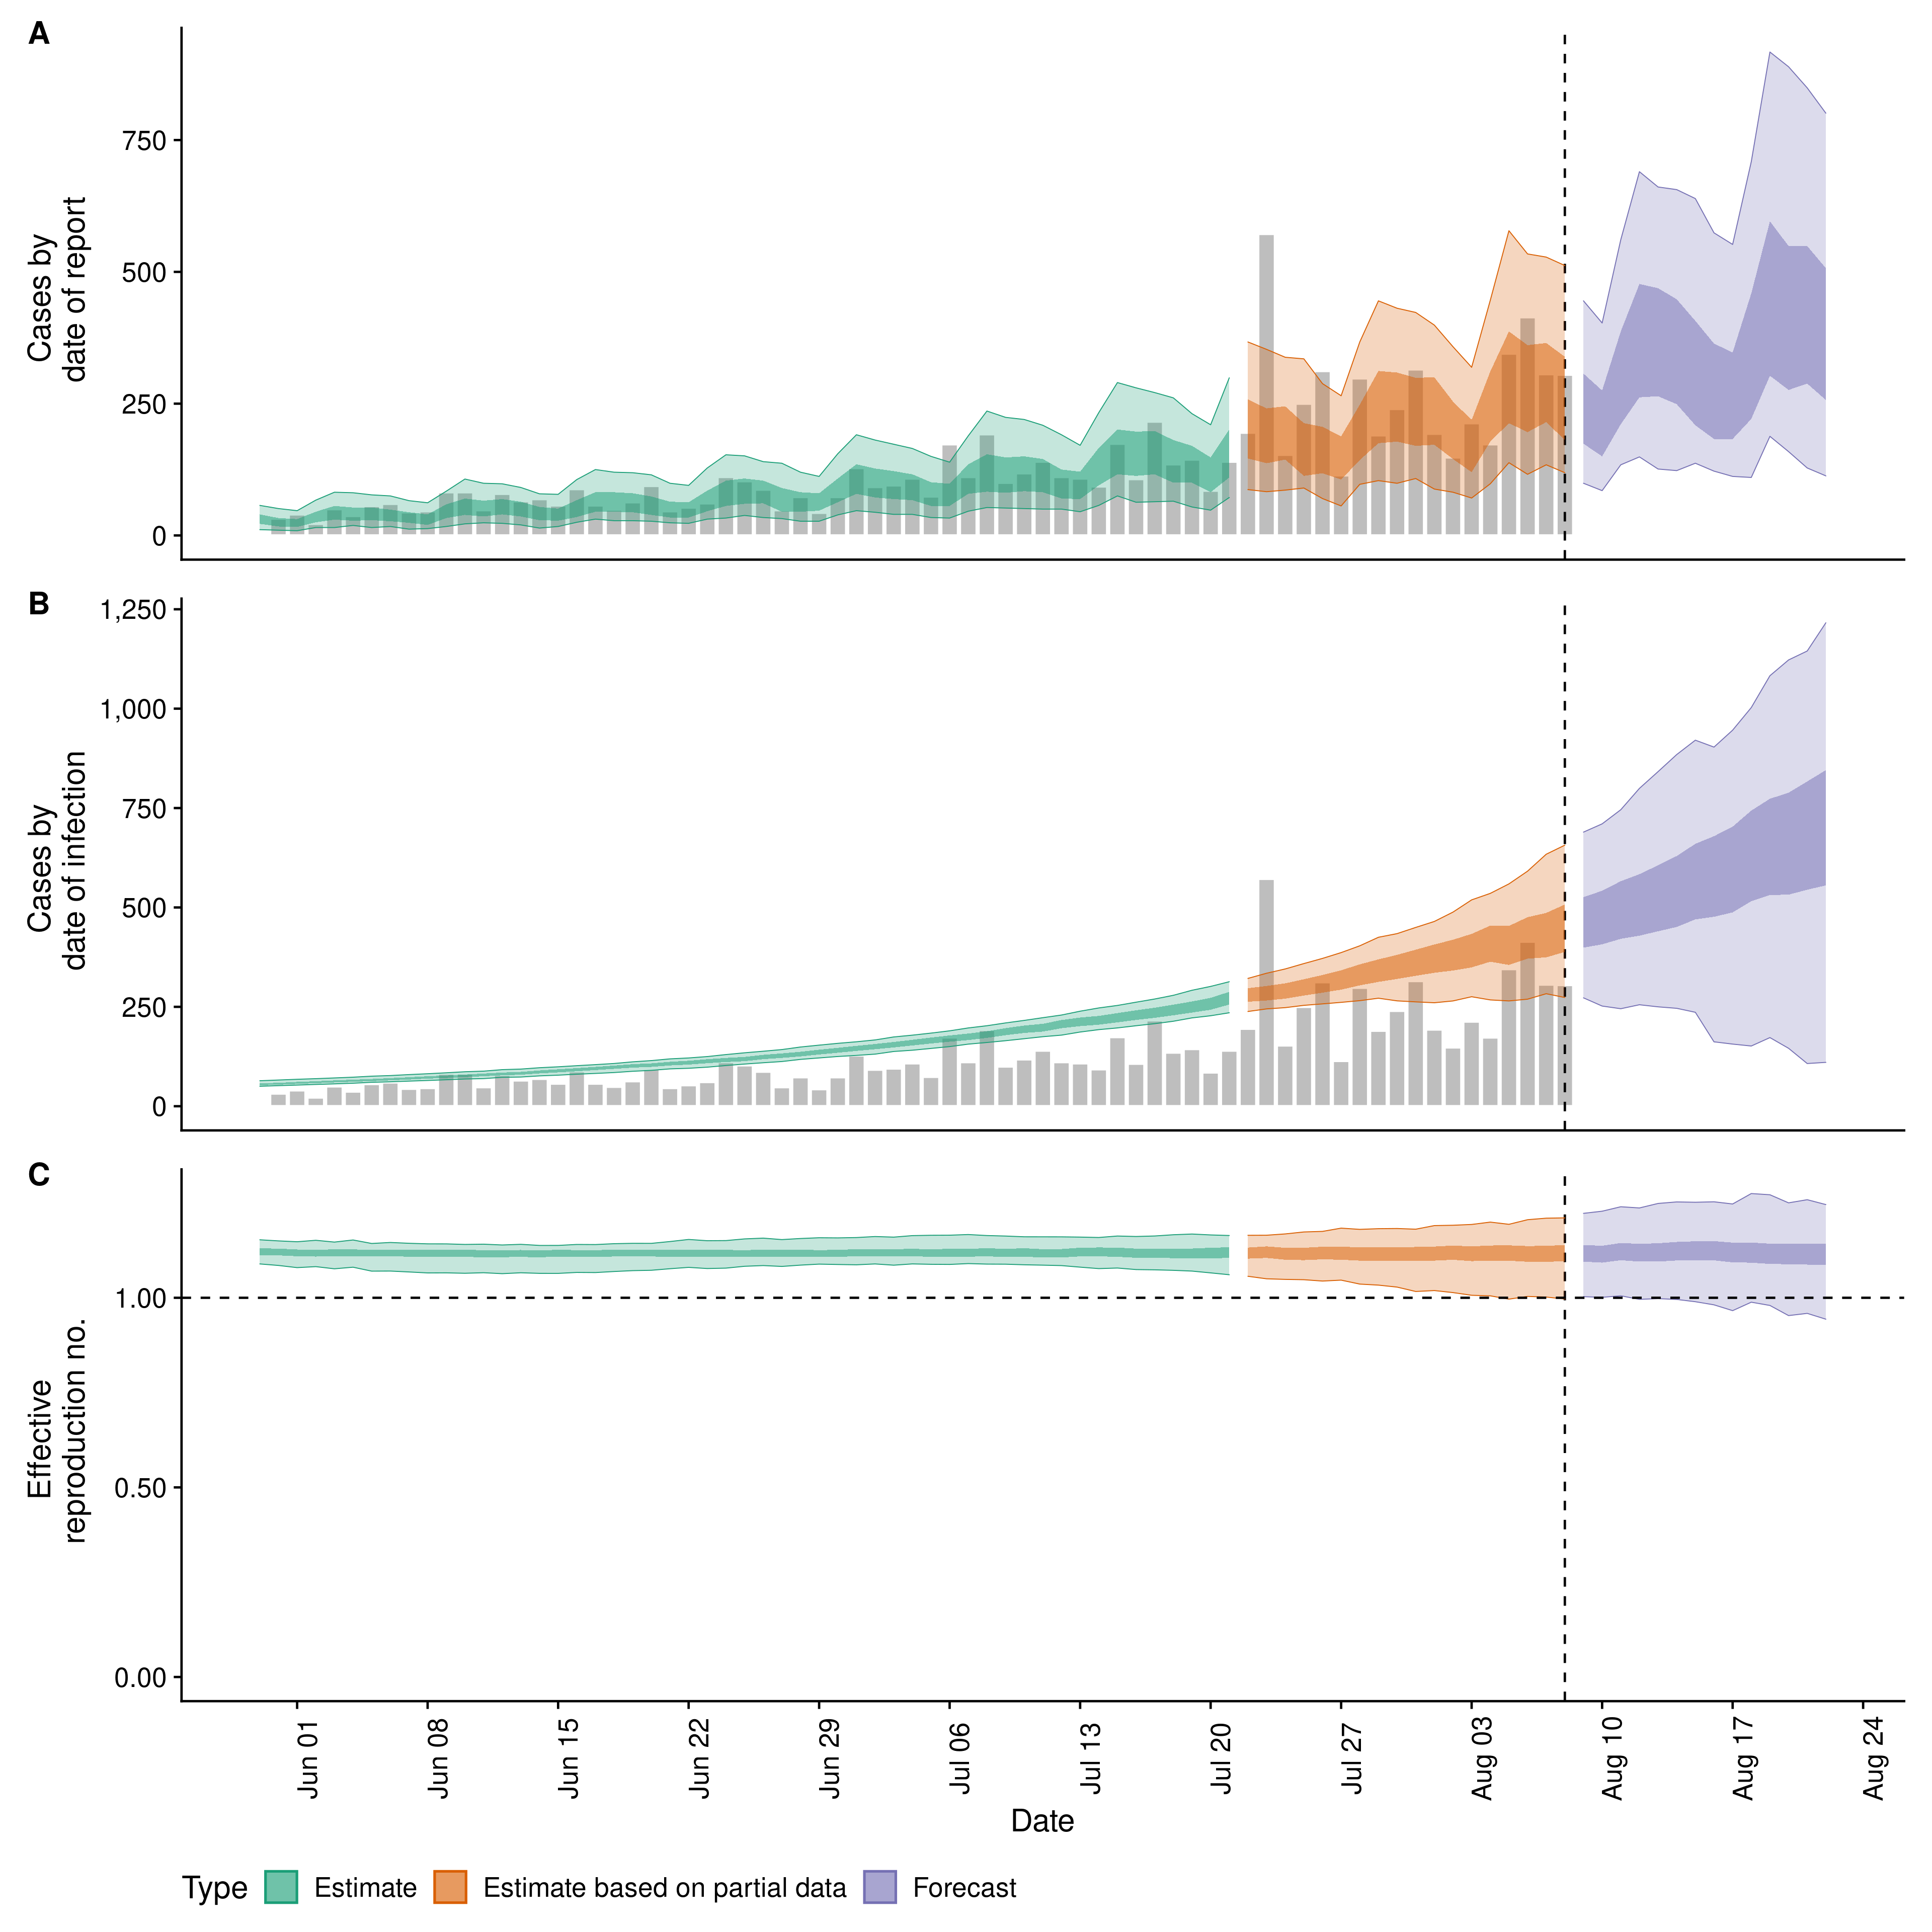 A
Cases by
date of report
750
500
250
0
B
Cases by
date of infection
1,250
1,000
750
500
250
0
C
Effective
reproduction no.
1.00
0.50
0.00
Jun 01
Jun 08
Jun 15
Jun 22
Jun 29
Jul 06
Jul 13
Jul 20
Jul 27
Aug 03
Aug 10
Aug 17
Aug 24
Date
Type Estimate Estimate based on partial data Forecast